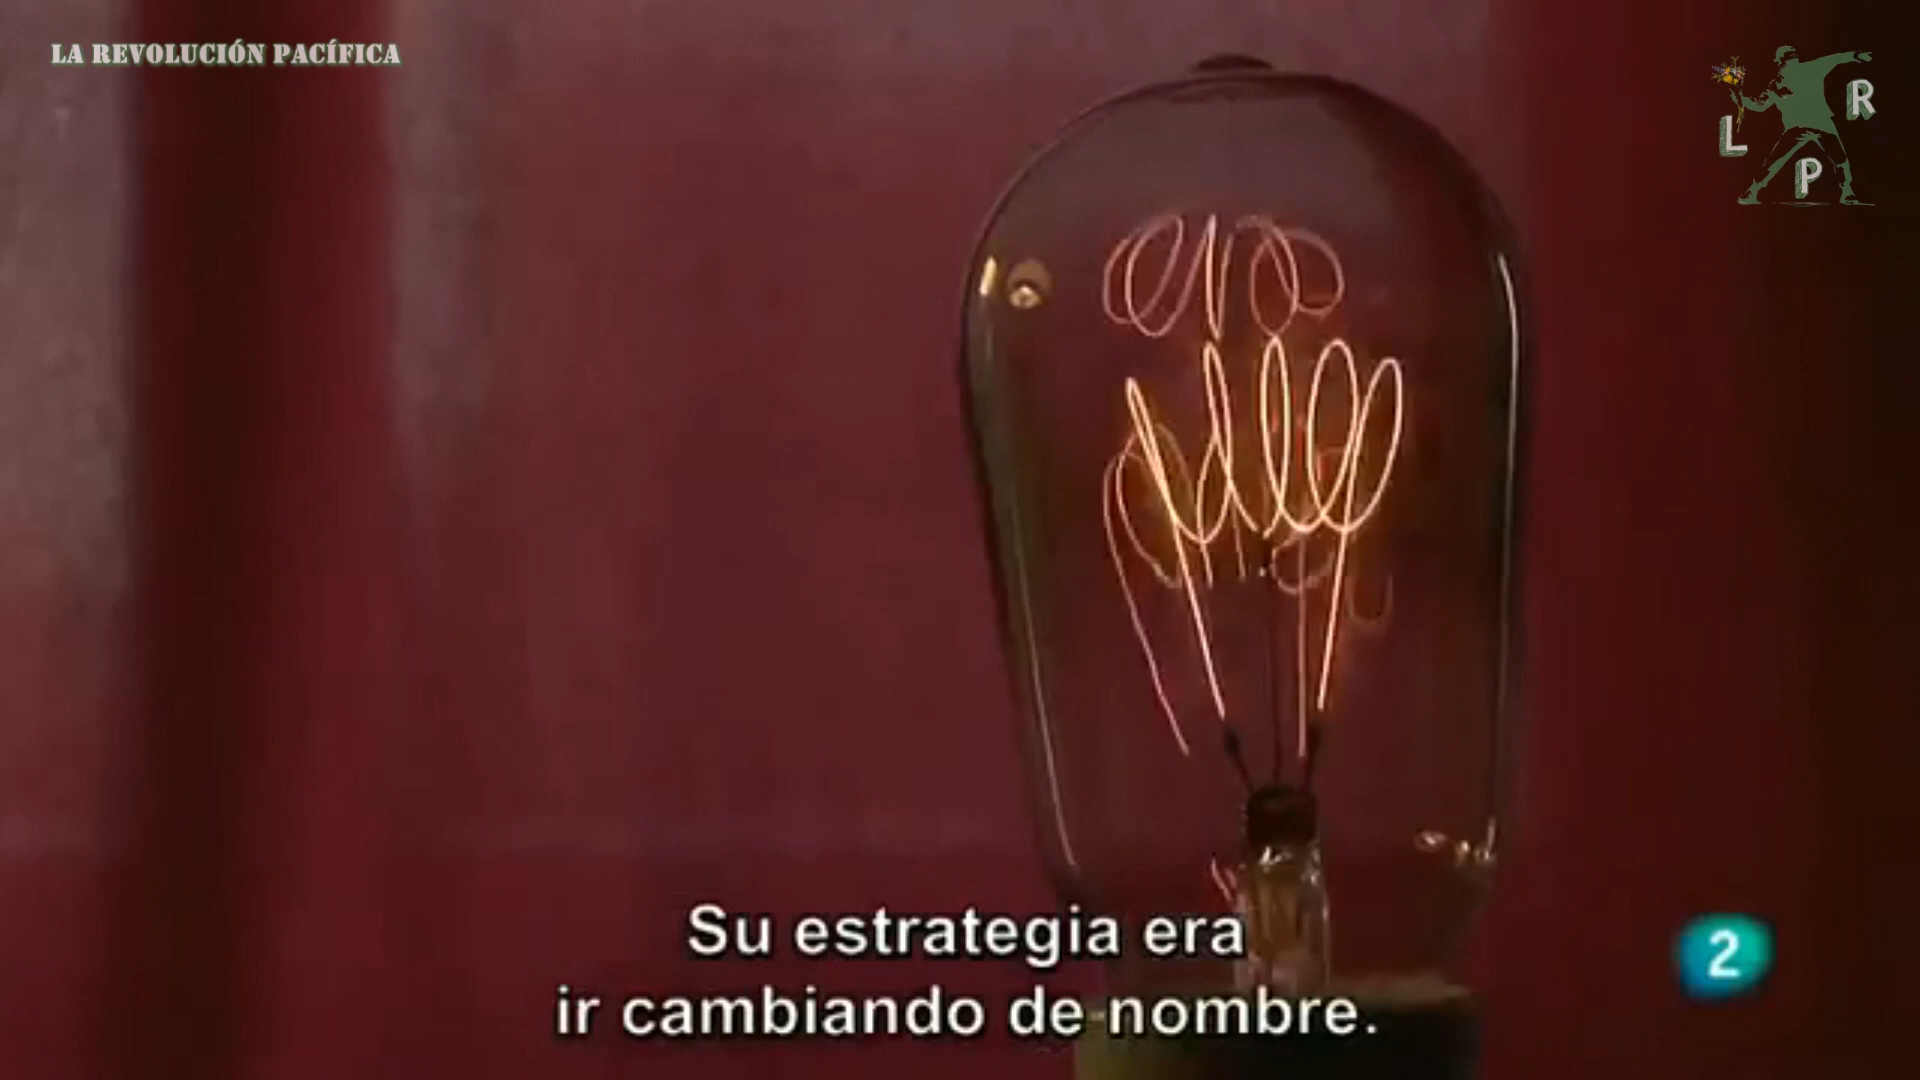 LA REVOLUCIÓN PACÍFICA
R
L
P
Su estrategia era
ir cambiando de nombre.
2